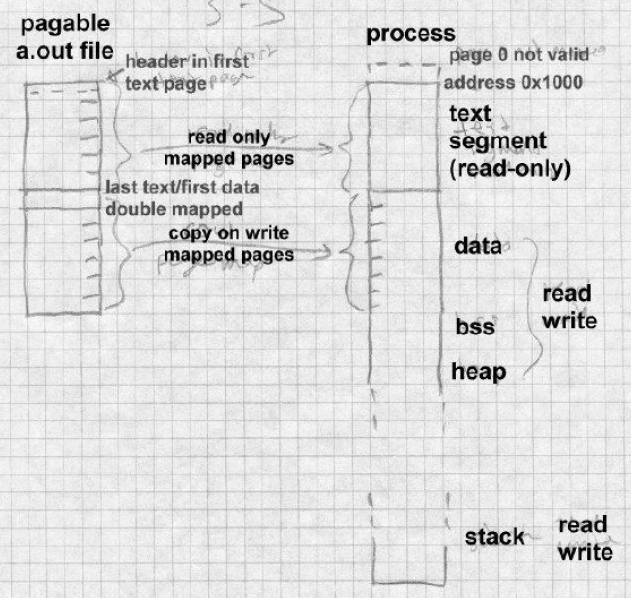 pagable
a.out file
header in first
text page
read only
mapped pages
last text/first data
double mapped
copy on write
mapped pages
process
page 0 not valid
address 0x1000
text
segment
(read-only)
data
bss
heap
read
write
stack
read
write